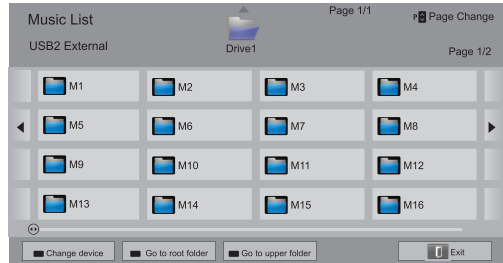 Music List
Page 1/1
P Page Change
USB2 External
Drive1
Page 1/2
M1
M2
M3
M4
M5
M6
M7
M8
M9
M10
M11
M12
M13
M14
M15
M16
Change device
Go to root folder
Go to upper folder
Exit